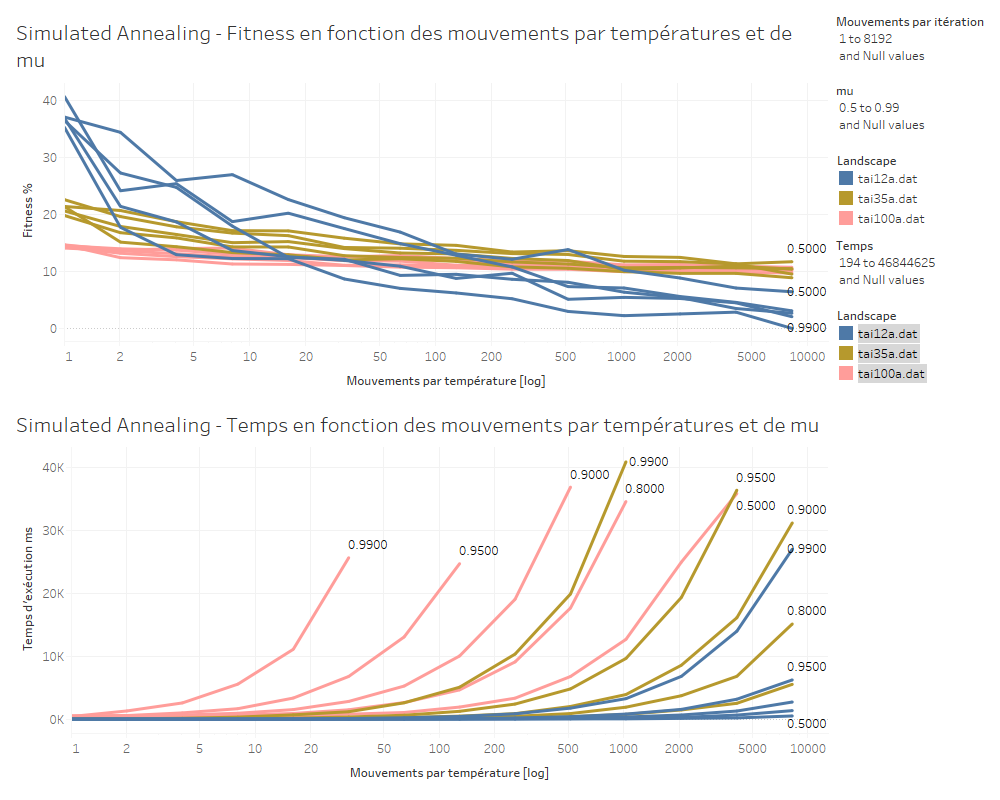 Simulated Annealing - Fitness en fonction des mouvements par températures et de
mu
Fitness %
40
30
20
10
0
0.5000
0.5000
0.9900
1 2 5 10 20 50 100 200 500 1000 2000 5000 10000
Mouvements par température [log]
Mouvements par itération
1 to 8192
and Null values
mu
0.5 to 0.99
and Null values
Landscape
tai12a.dat
tai35a.dat
tai100a.dat
Temps
194 to 46844625
and Null values
Landscape
tai12a.dat
tai35a.dat
tai100a.dat
Simulated Annealing - Temps en fonction des mouvements par températures et de mu
Temps d'exécution ms
40K
30K
20K
10K
0K
0.9900
0.9500
0.9000
0.9900
0.8000
0.9500
0.5000
0.9000
0.9900
0.8000
0.9500
0.5000
1 2 5 10 20 50 100 200 500 1000 2000 5000 10000
Mouvements par température [log]